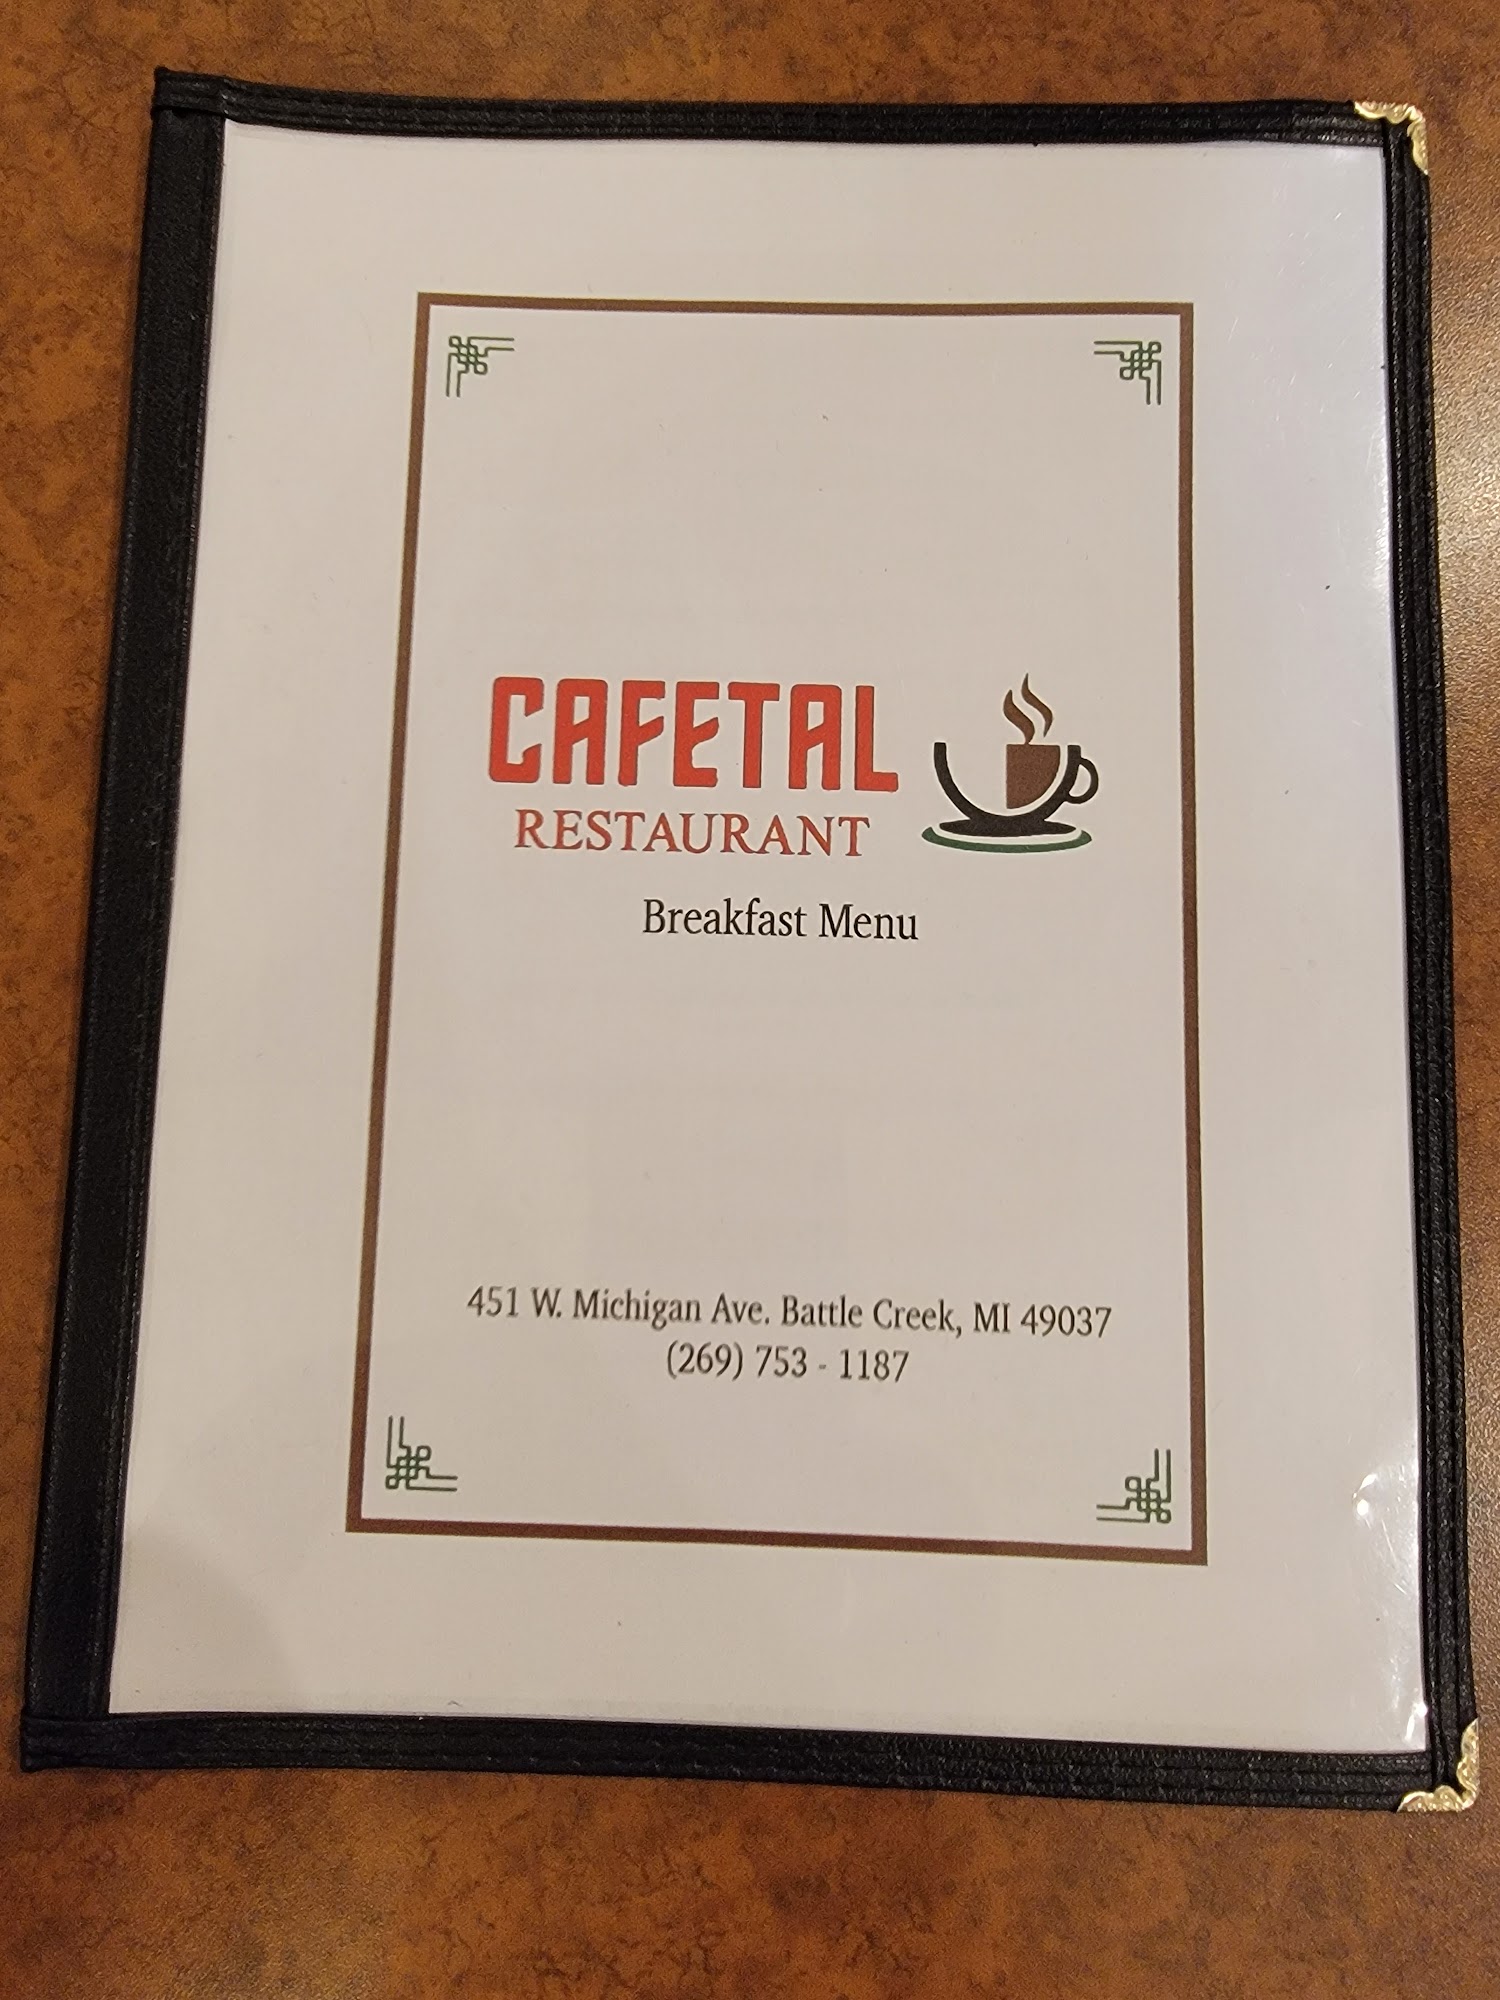 CAFETAL
RESTAURANT
Breakfast Menu
451 W. Michigan Ave. Battle Creek, MI 49037
(269) 753 - 1187